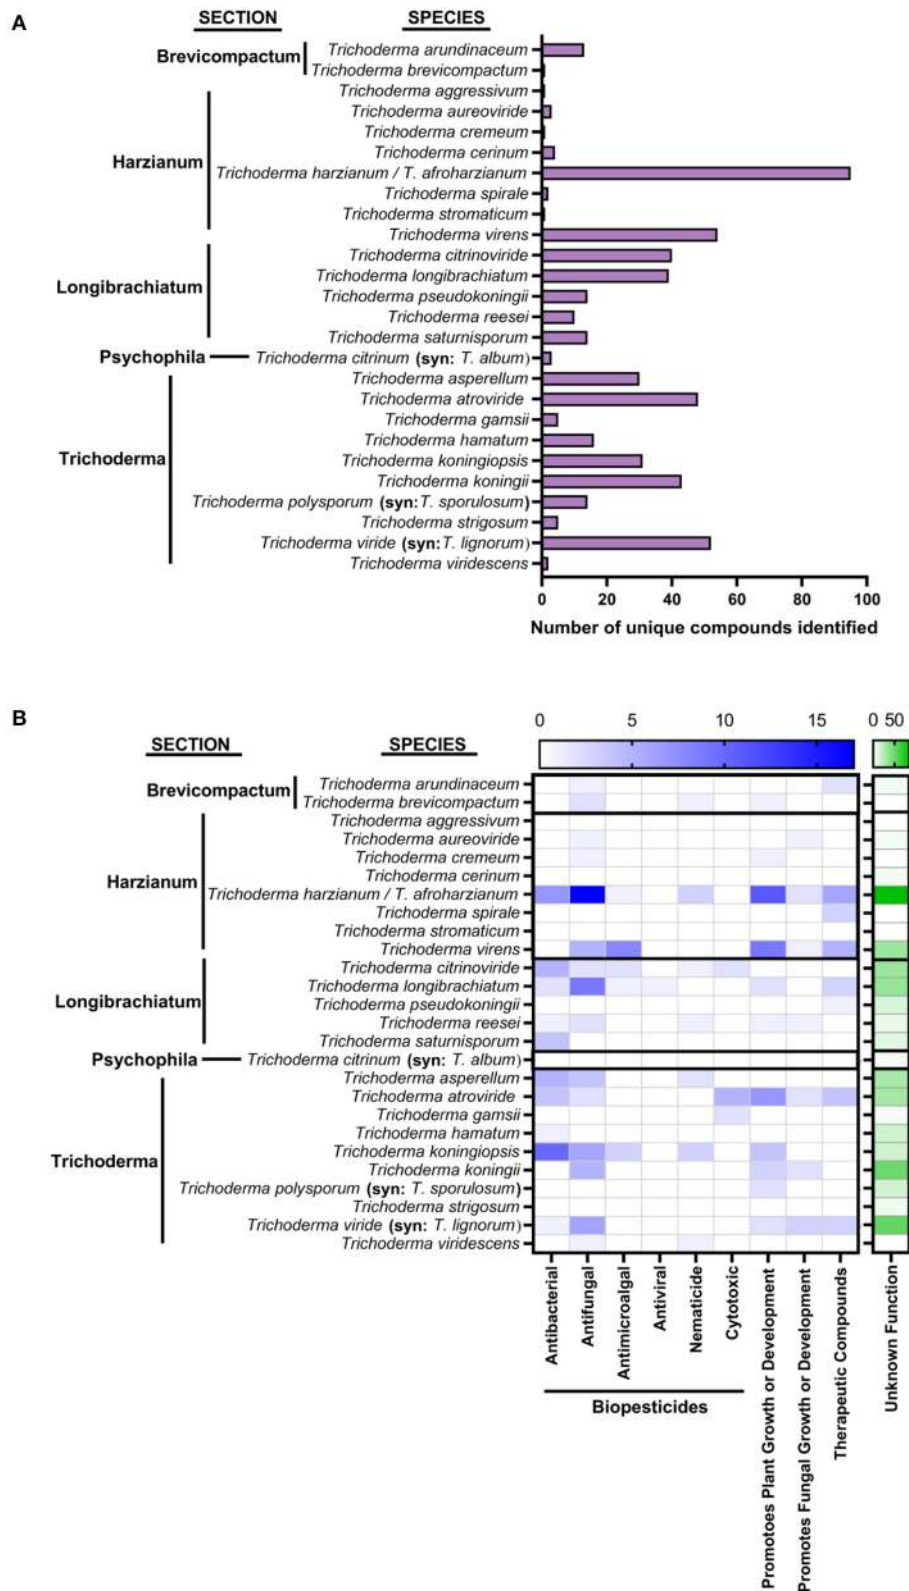 A
SECTION SPECIES
Brevicompactum
Trichoderma arundinaceum
Trichoderma brevicompactum
Harzianum
Trichoderma aggressivum
Trichoderma aureoviride
Trichoderma cremeum
Trichoderma cerinum
Trichoderma harzianum / T. afroharzianum
Trichoderma spirale
Trichoderma stromaticum
Trichoderma virens
Longibrachiatum
Trichoderma citrinoviride
Trichoderma longibrachiatum
Trichoderma pseudokoningii
Trichoderma reesei
Trichoderma saturnisporum
Psychophila
Trichoderma citrinum (syn: T. album)
Trichoderma
Trichoderma asperellum
Trichoderma atroviride
Trichoderma gamsii
Trichoderma hamatum
Trichoderma koningiopsis
Trichoderma koningii
Trichoderma polysporum (syn: T. sporulosum)
Trichoderma strigosum
Trichoderma viride (syn: T. lignorum)
Trichoderma viridescens
0 20 40 60 80 100
Number of unique compounds identified
B
0 5 10 15 0 50
SECTION SPECIES
Brevicompactum
Trichoderma arundinaceum
Trichoderma brevicompactum
Harzianum
Trichoderma aggressivum
Trichoderma aureoviride
Trichoderma cremeum
Trichoderma cerinum
Trichoderma harzianum / T. afroharzianum
Trichoderma spirale
Trichoderma stromaticum
Trichoderma virens
Longibrachiatum
Trichoderma citrinoviride
Trichoderma longibrachiatum
Trichoderma pseudokoningii
Trichoderma reesei
Trichoderma saturnisporum
Psychophila
Trichoderma citrinum (syn: T. album)
Trichoderma
Trichoderma asperellum
Trichoderma atroviride
Trichoderma gamsii
Trichoderma hamatum
Trichoderma koningiopsis
Trichoderma koningii
Trichoderma polysporum (syn: T. sporulosum)
Trichoderma strigosum
Trichoderma viride (syn: T. lignorum)
Trichoderma viridescens
Antibacterial
Antifungal
Antimicroalgal
Antiviral
Nematicide
Cytotoxic
Promotoes Plant Growth or Development
Promotes Fungal Growth or Development
Therapeutic Compounds
Unknown Function
Biopesticides